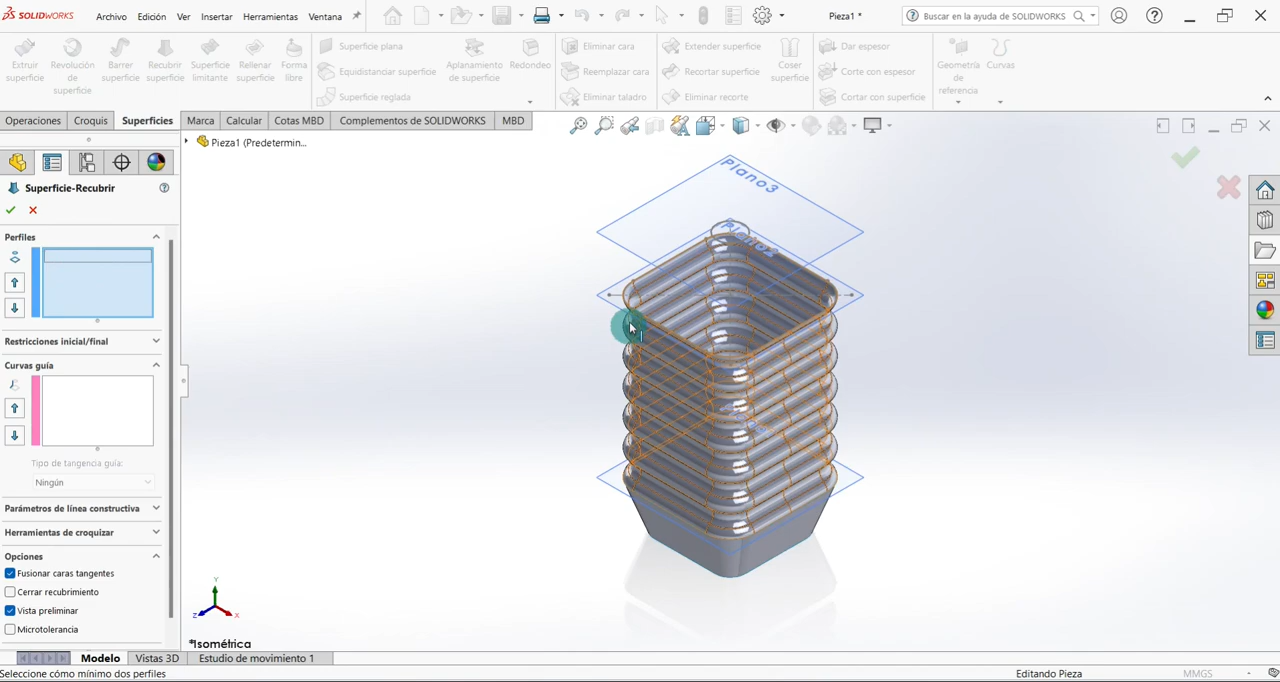 SOLIDWORKS
Archivo Edición Ver Insertar Herramientas Ventana
Pieza1 *
Buscar en la ayuda de SOLIDWORKS
Extruir superficie
Revolución de superficie
Barrer superficie
Recubrir superficie
Superficie limitante
Rellenar superficie
Forma libre
Superficie plana
Equidistanciar superficie
Superficie reglada
Aplanamiento de superficie
Redondeo
Eliminar cara
Reemplazar cara
Eliminar taladro
Extender superficie
Recortar superficie
Eliminar recorte
Coser superficie
Dar espesor
Corte con espesor
Cortar con superficie
Geometría de referencia
Curvas
Operaciones Croquis Superficies Marca Calcular Cotas MBD Complementos de SOLIDWORKS MBD
Pieza1 (Predetermin...
Superficie-Recubrir
Perfiles
Restricciones inicial/final
Curvas guía
Tipo de tangencia guía:
Ningún
Parámetros de línea constructiva
Herramientas de croquizar
Opciones
Fusionar caras tangentes
Cerrar recubrimiento
Vista preliminar
Microtolerancia
Plano3
Plano2
Y
Z
X
*Isométrica
Modelo Vistas 3D Estudio de movimiento 1
Seleccione cómo mínimo dos perfiles
Editando Pieza
MMGS